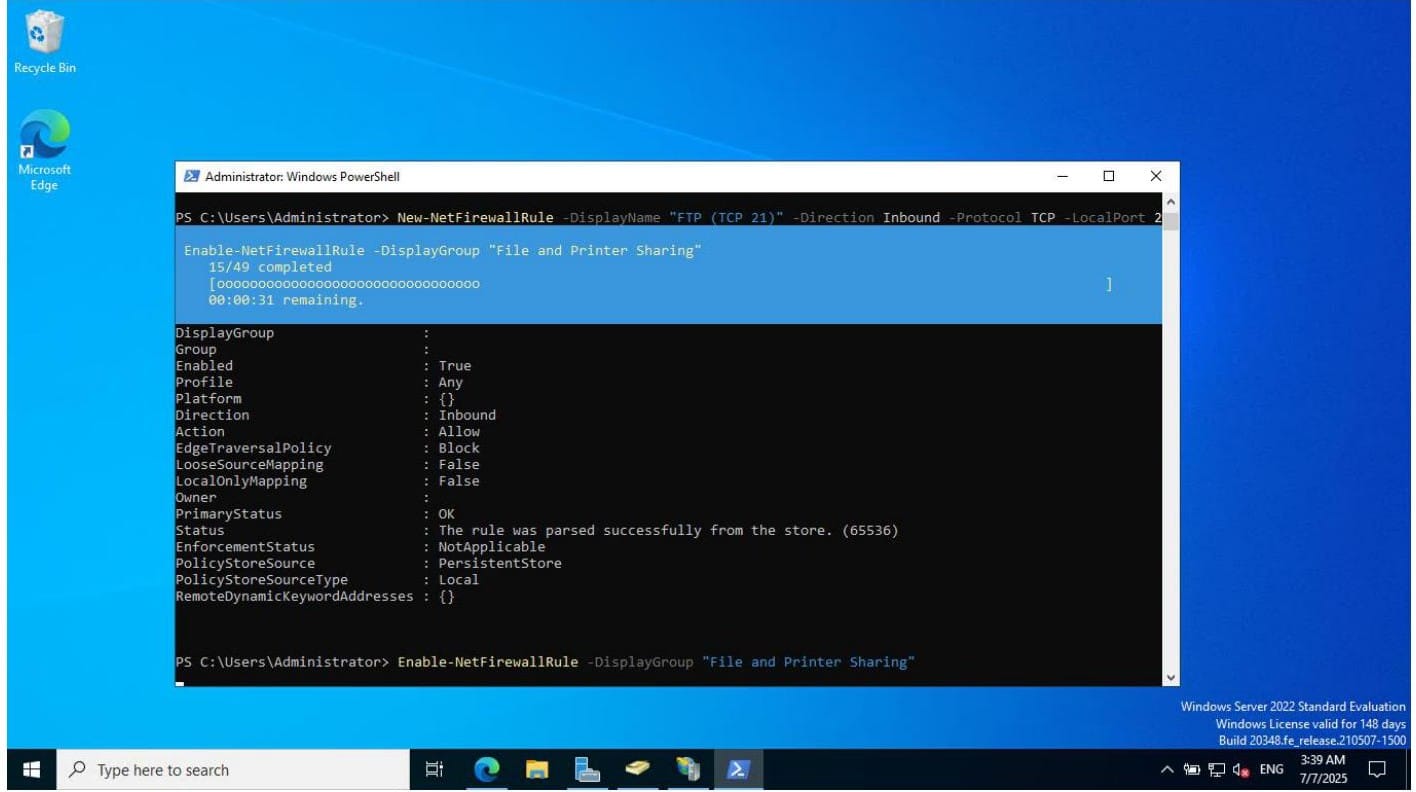 Recycle Bin
Microsoft
Edge
Administrator: Windows PowerShell
PS C:\Users\Administrator> New-NetFirewallRule -DisplayName "FTP (TCP 21)" -Direction Inbound -Protocol TCP -LocalPort 2
Enable-NetFirewallRule -DisplayGroup "File and Printer Sharing"
15/49 completed
[oooooooooooooooooooooooooooooooo ]
00:00:31 remaining.
DisplayGroup :
Group :
Enabled : True
Profile : Any
Platform : {}
Direction : Inbound
Action : Allow
EdgeTraversalPolicy : Block
LooseSourceMapping : False
LocalOnlyMapping : False
Owner :
PrimaryStatus : OK
Status : The rule was parsed successfully from the store. (65536)
EnforcementStatus : NotApplicable
PolicyStoreSource : PersistentStore
PolicyStoreSourceType : Local
RemoteDynamicKeywordAddresses : {}
PS C:\Users\Administrator> Enable-NetFirewallRule -DisplayGroup "File and Printer Sharing"
Windows Server 2022 Standard Evaluation
Windows License valid for 148 days
Build 20348.fe_release.210507-1500
Type here to search
ENG
3:39 AM
7/7/2025